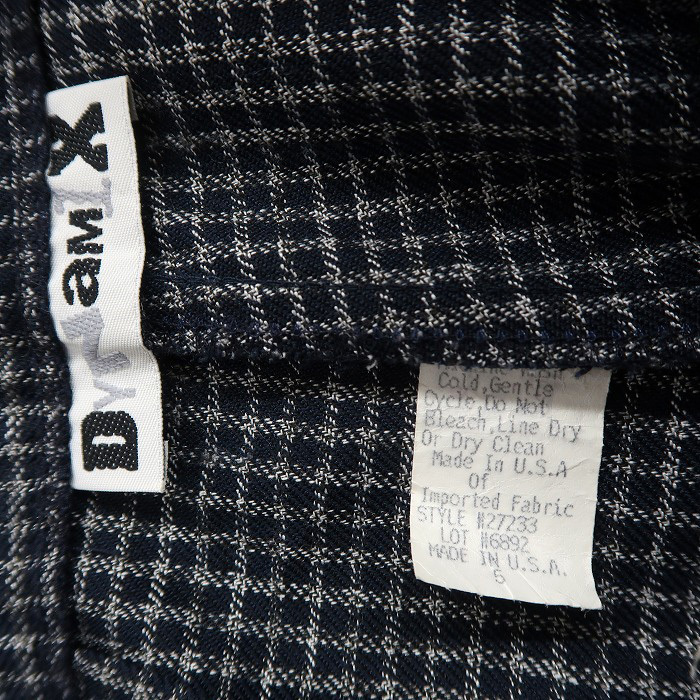 DynamiX
Cold,Gentle
Cycle,Do Not
Bleach,Line Dry
Or Dry Clean
Made In U.S.A
Of
Imported Fabric
STYLE #27233
LOT #6892
MADE IN U.S.A.
5